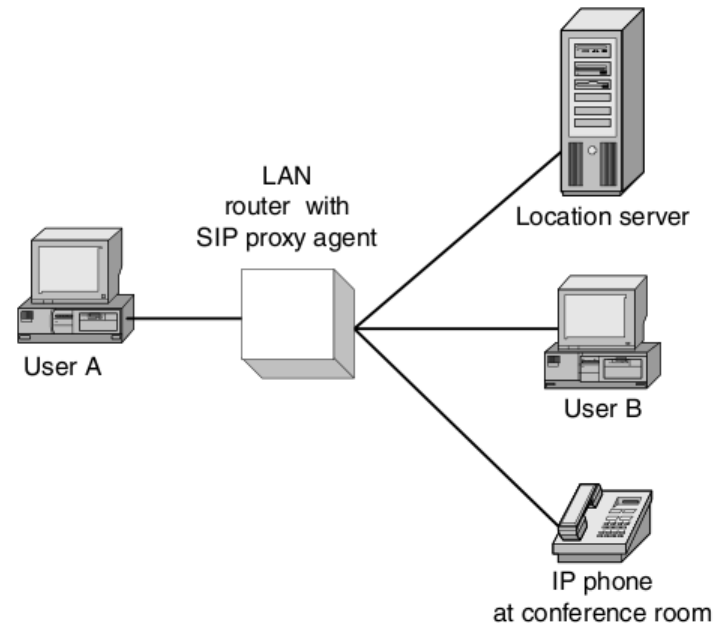 LAN
router with
SIP proxy agent
Location server
User A
User B
IP phone
at conference room